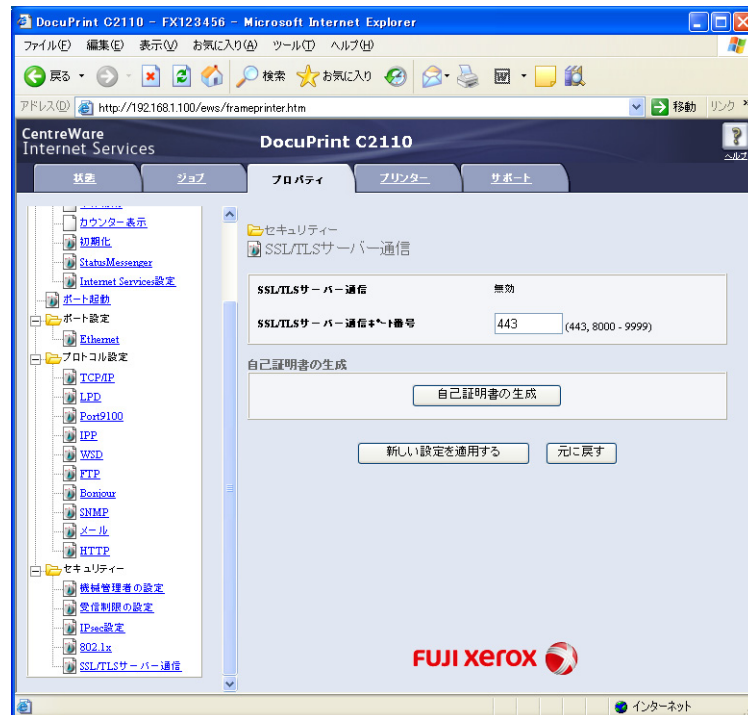 DocuPrint C2110 - FX123456 - Microsoft Internet Explorer
ファイル(F) 編集(E) 表示(V) お気に入り(A) ツール(T) ヘルプ(H)
戻る 検索 お気に入り
アドレス(D) http://192.168.1.100/ews/frameprinter.htm 移動 リンク »
CentreWare
Internet Services
DocuPrint C2110
ヘルプ
状態 ジョブ プロパティ プリンター サポート
カウンター表示
初期化
StatusMessenger
Internet Services設定
ポート起動
ポート設定
Ethernet
プロトコル設定
TCP/IP
LPD
Port9100
IPP
WSD
FTP
Bonjour
SNMP
メール
HTTP
セキュリティー
機械管理者の設定
受信制限の設定
IPsec設定
802.1x
SSL/TLSサーバー通信
セキュリティー
SSL/TLSサーバー通信
SSL/TLSサーバー通信 無効
SSL/TLSサーバー通信ポート番号 443 (443, 8000 - 9999)
自己証明書の生成
自己証明書の生成
新しい設定を適用する 元に戻す
FUJI xerox
インターネット